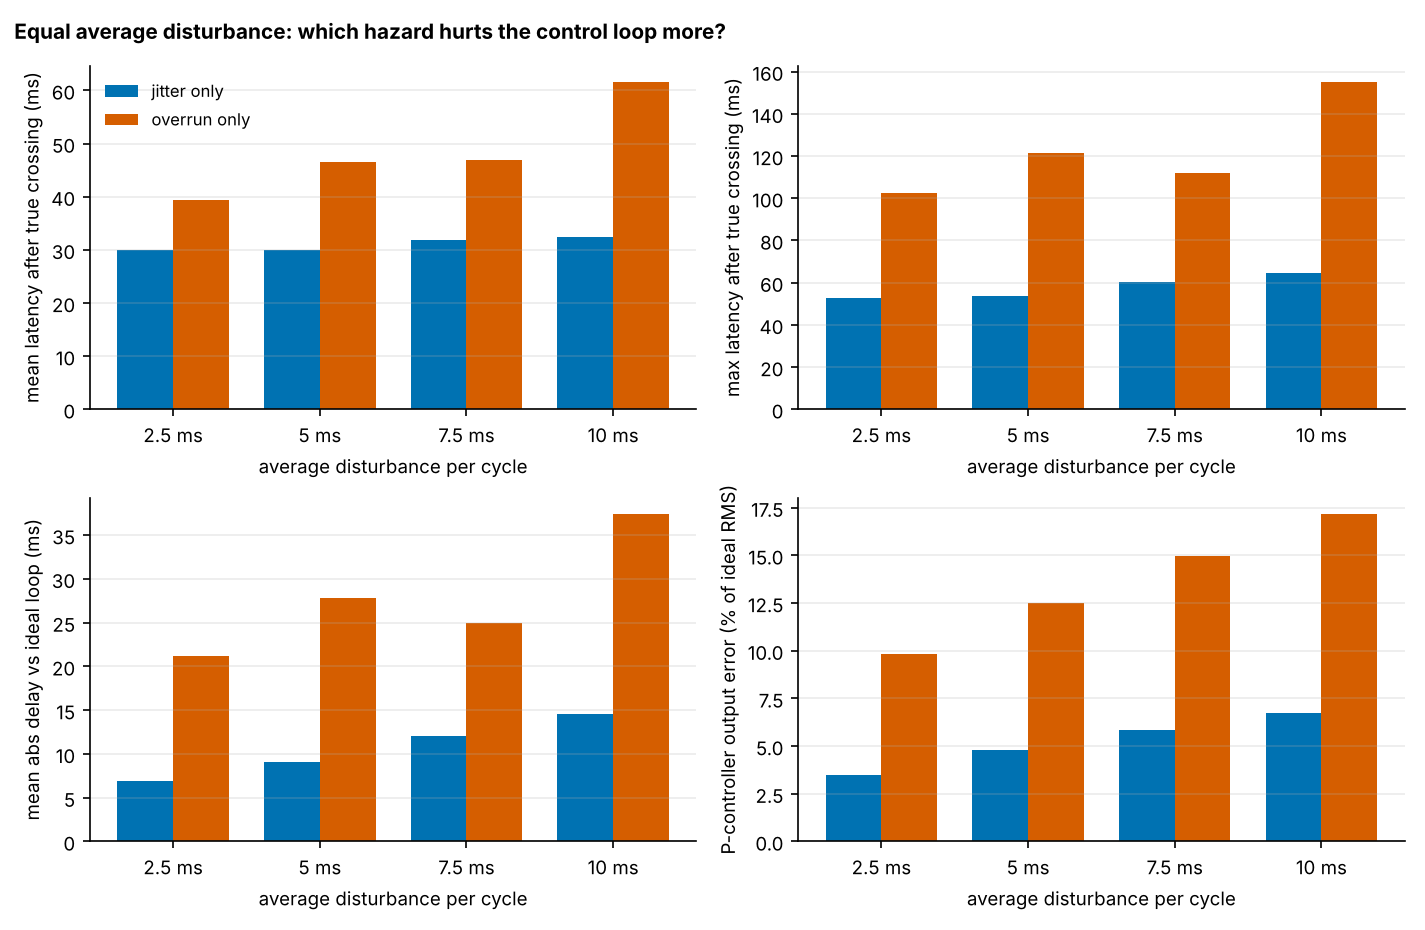 Equal average disturbance: which hazard hurts the control loop more?
mean latency after true crossing (ms)
60
50
40
30
20
10
0
jitter only
overrun only
2.5 ms
5 ms
7.5 ms
10 ms
average disturbance per cycle
max latency after true crossing (ms)
160
140
120
100
80
60
40
20
0
2.5 ms
5 ms
7.5 ms
10 ms
average disturbance per cycle
mean abs delay vs ideal loop (ms)
35
30
25
20
15
10
5
0
2.5 ms
5 ms
7.5 ms
10 ms
average disturbance per cycle
P-controller output error (% of ideal RMS)
17.5
15.0
12.5
10.0
7.5
5.0
2.5
0.0
2.5 ms
5 ms
7.5 ms
10 ms
average disturbance per cycle